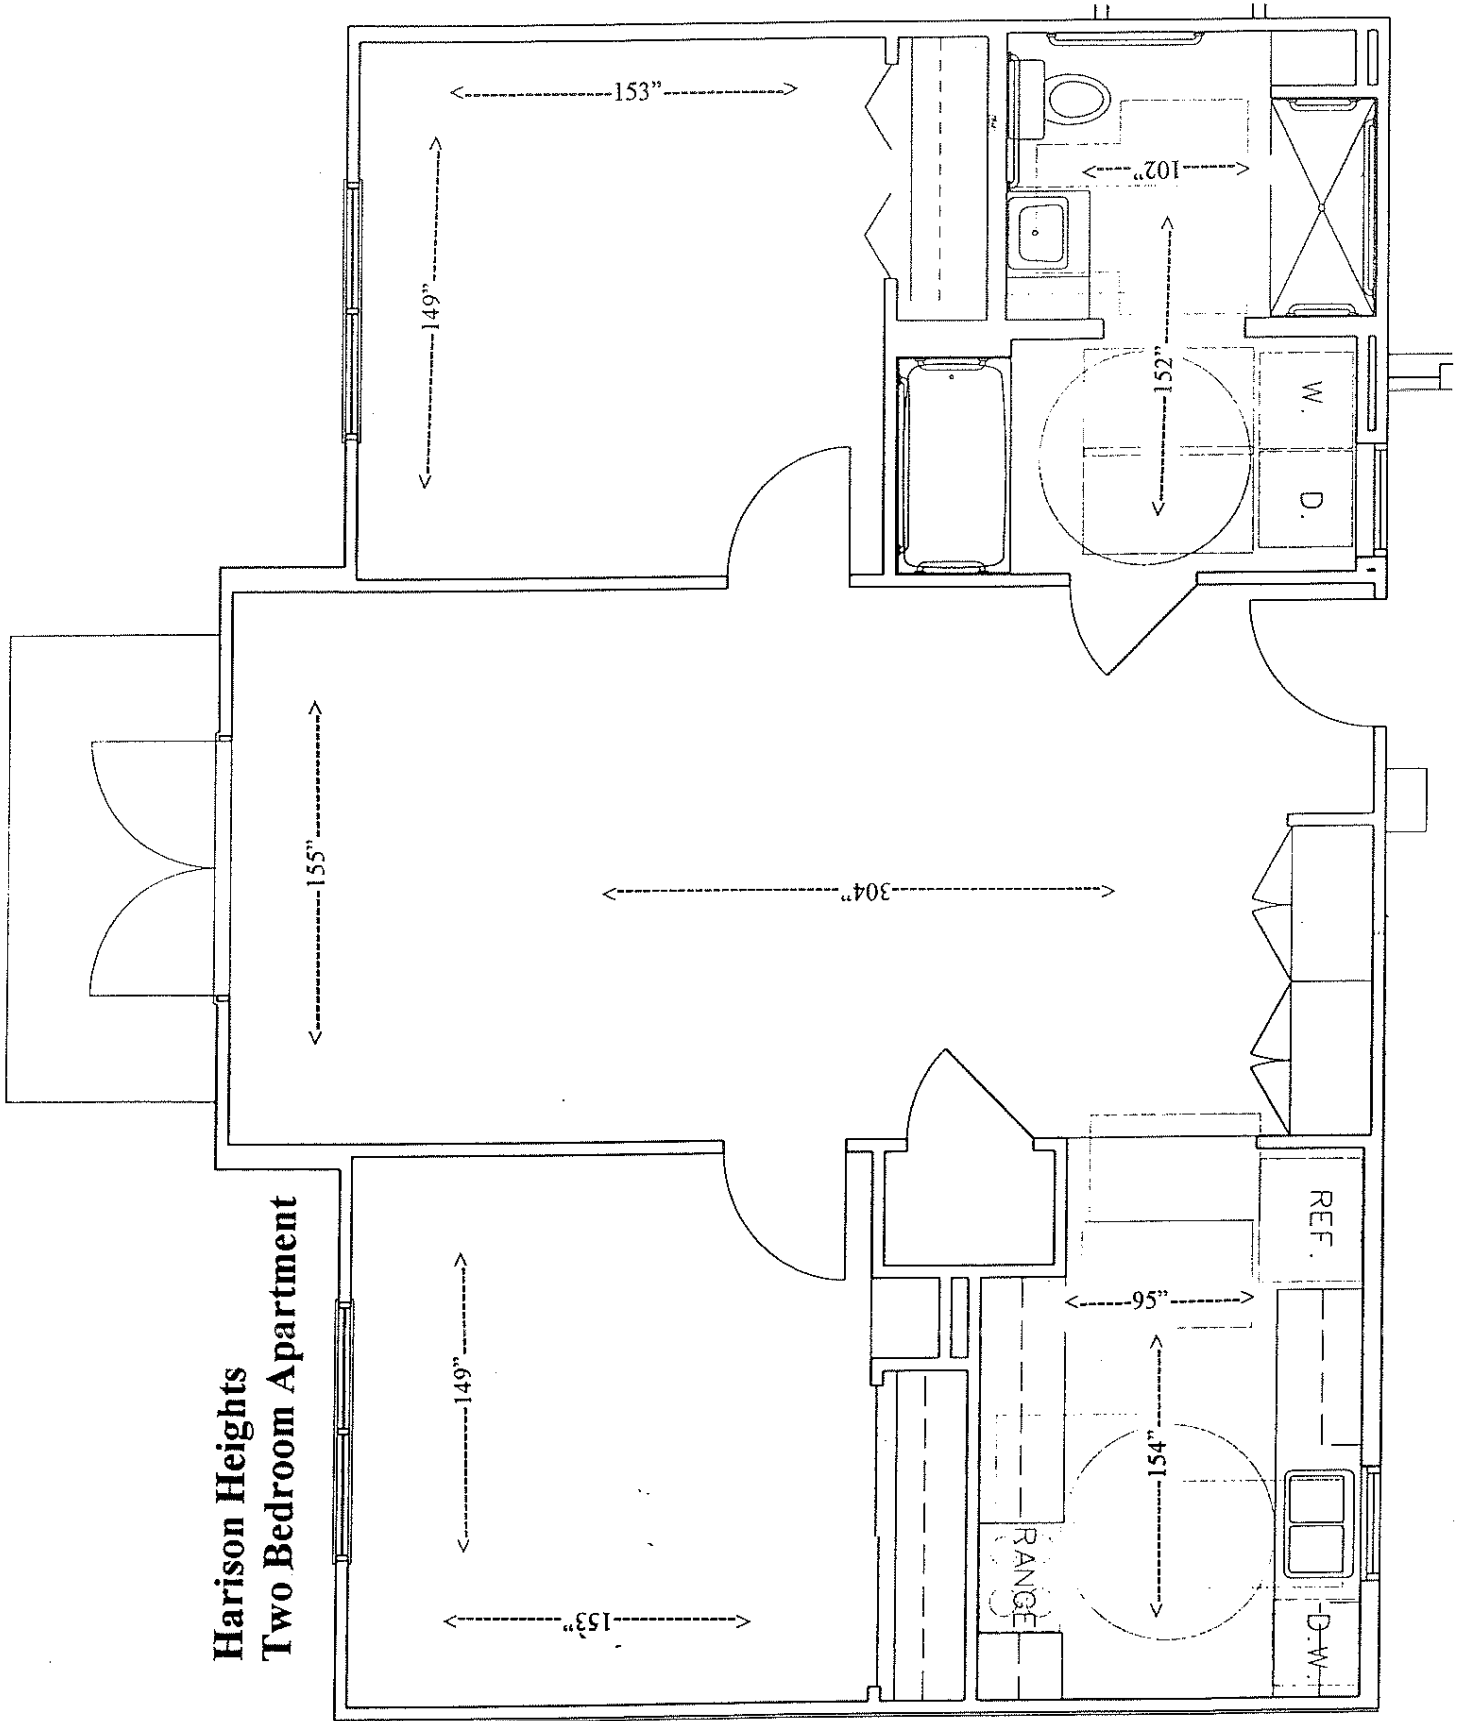 Harison Heights
Two Bedroom Apartment
153”
149”
102”
152”
W.
D.
155”
304”
149”
153”
95”
154”
REF.
RANGE
D.W.